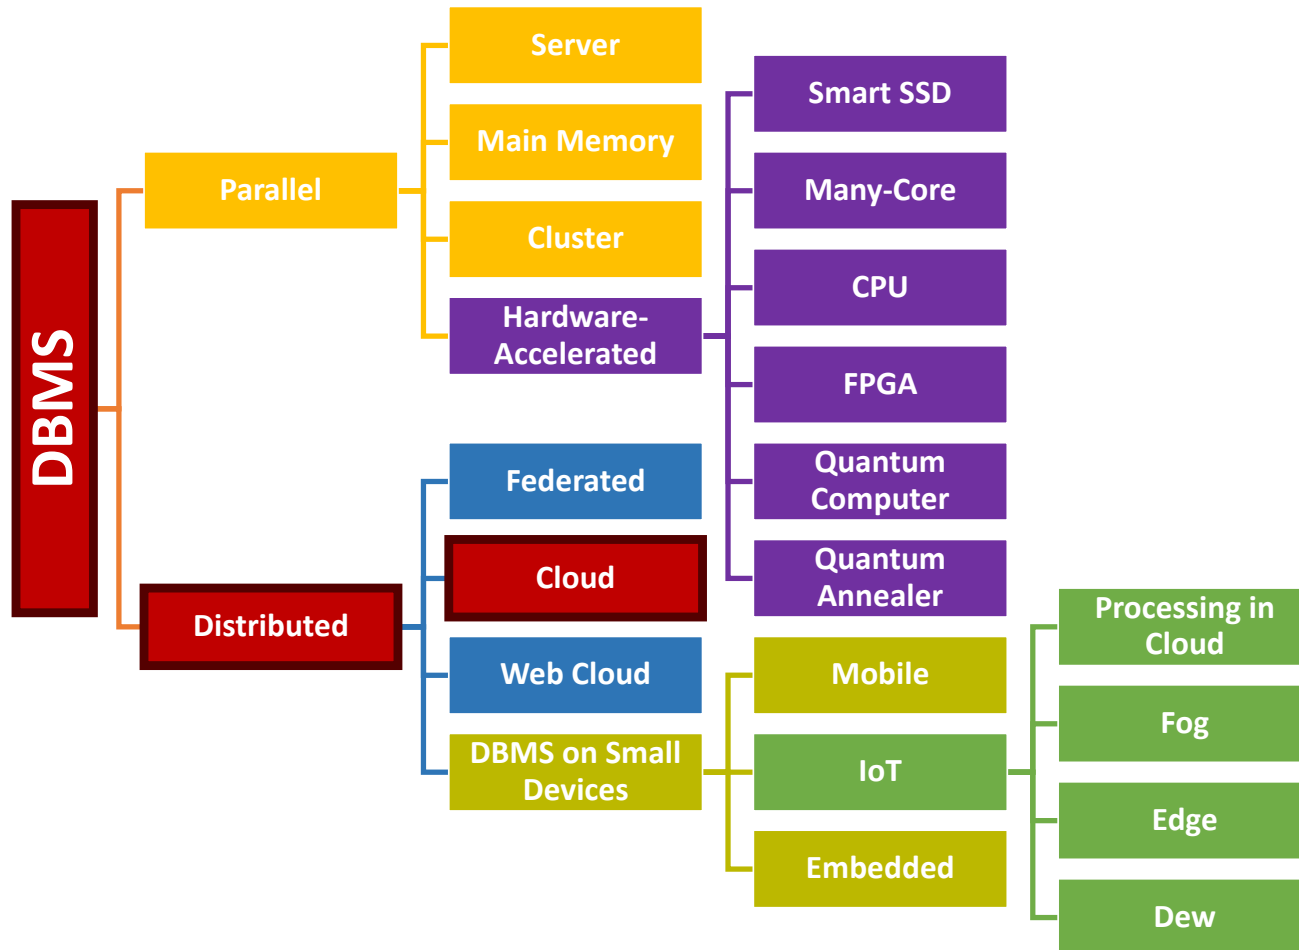 DBMS
Parallel
Server
Main Memory
Cluster
Hardware-
Accelerated
Smart SSD
Many-Core
CPU
FPGA
Quantum
Computer
Quantum
Annealer
Distributed
Federated
Cloud
Web Cloud
DBMS on Small
Devices
Mobile
IoT
Embedded
Processing in
Cloud
Fog
Edge
Dew